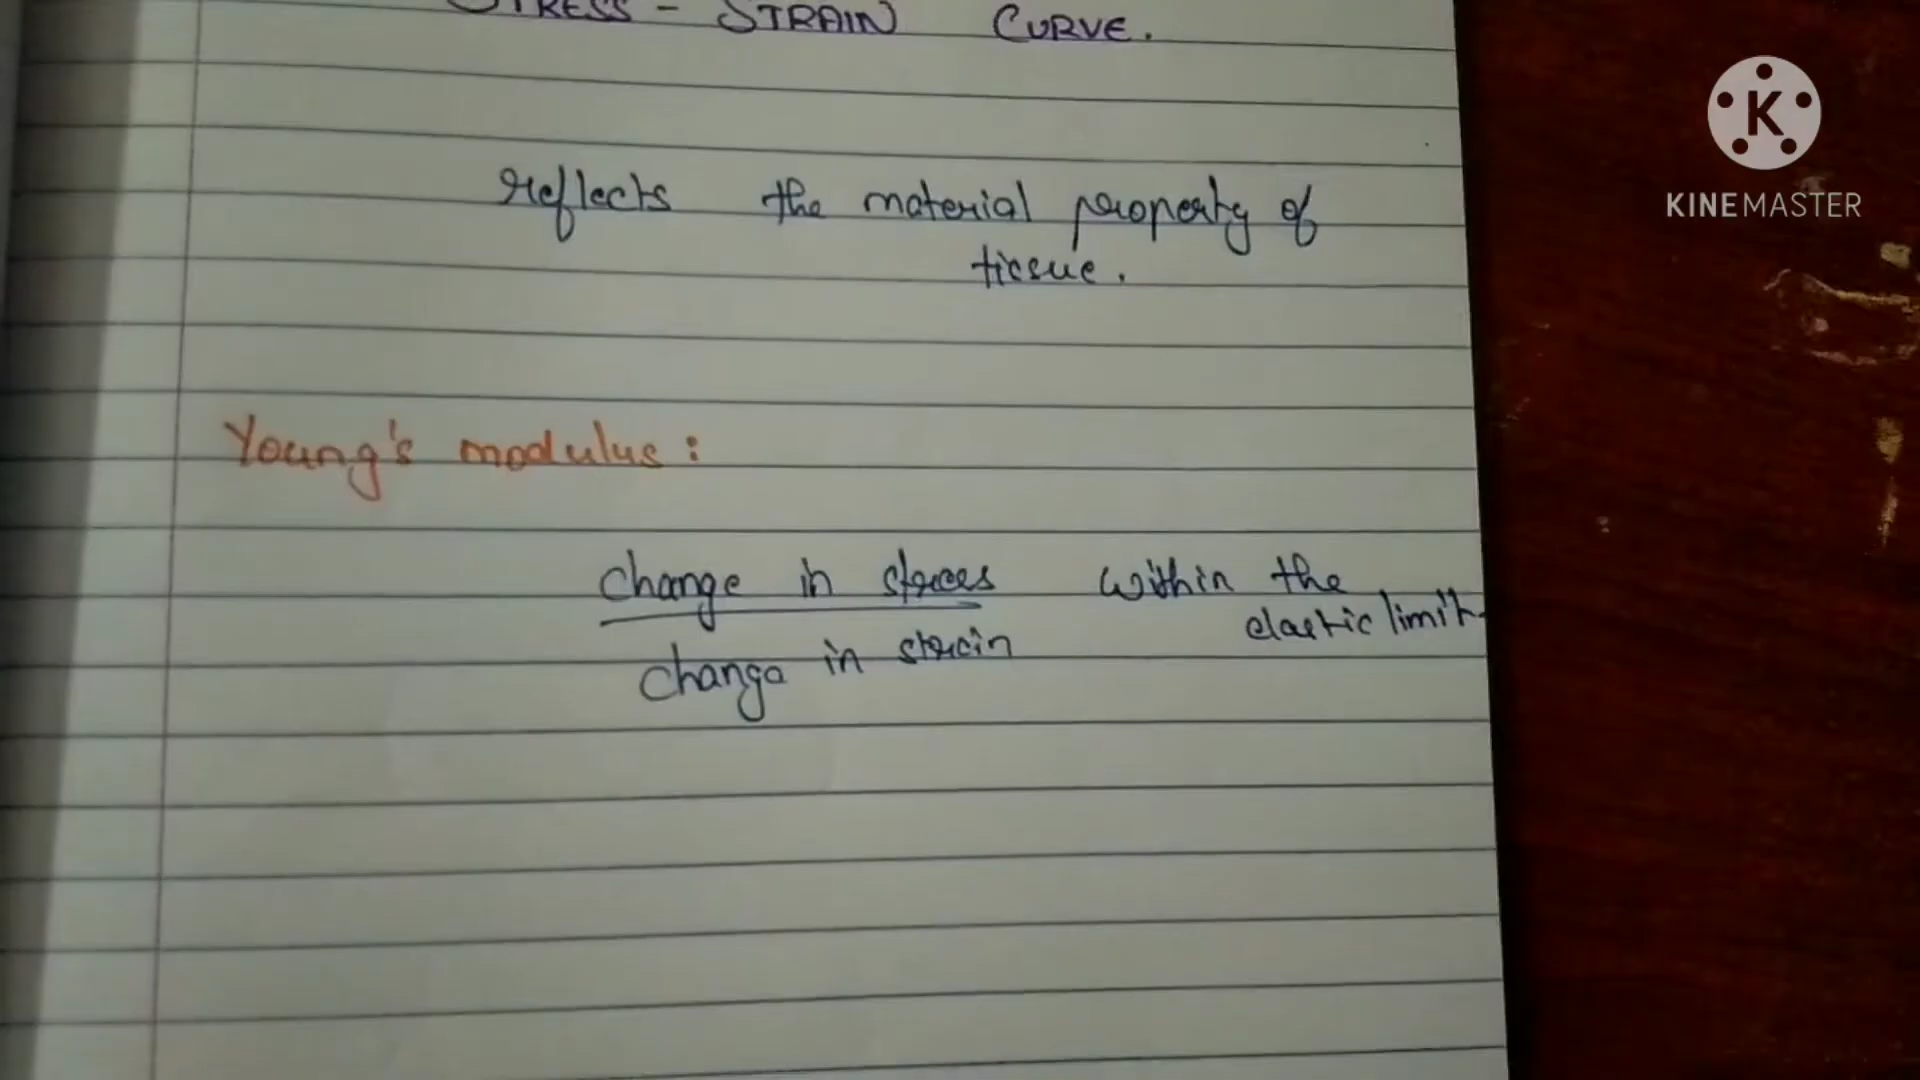 STRESS - STRAIN CURVE.
reflects the material property of
tissue.
Young's modulus:
change in stress within the
elastic limit.
change in strain
K
KINEMASTER